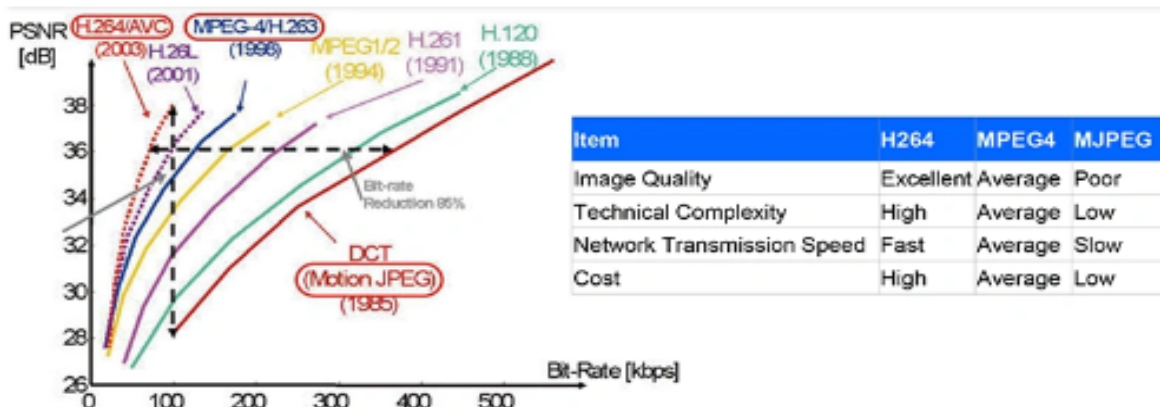 PSNR
[dB]
H.264/AVC
(2003)
H.26L
(2001)
MPEG-4/H.263
(1998)
MPEG1/2
(1994)
H.261
(1991)
H.120
(1988)
38
36
34
32
30
28
26
0
100
200
300
400
500
Bit-rate
Reduction 85%
DCT
(Motion JPEG)
(1985)
Bit-Rate [kbps]
Item H264 MPEG4 MJPEG
Image Quality Excellent Average Poor
Technical Complexity High Average Low
Network Transmission Speed Fast Average Slow
Cost High Average Low